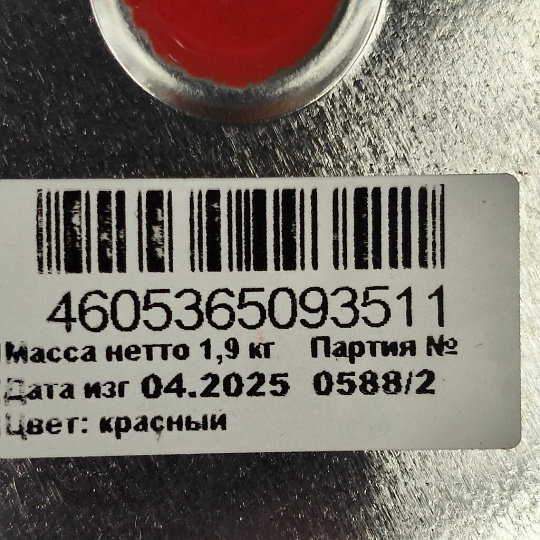 4605365093511
Масса нетто 1,9 кг Партия №
Дата изг 04.2025 0588/2
Цвет: красный